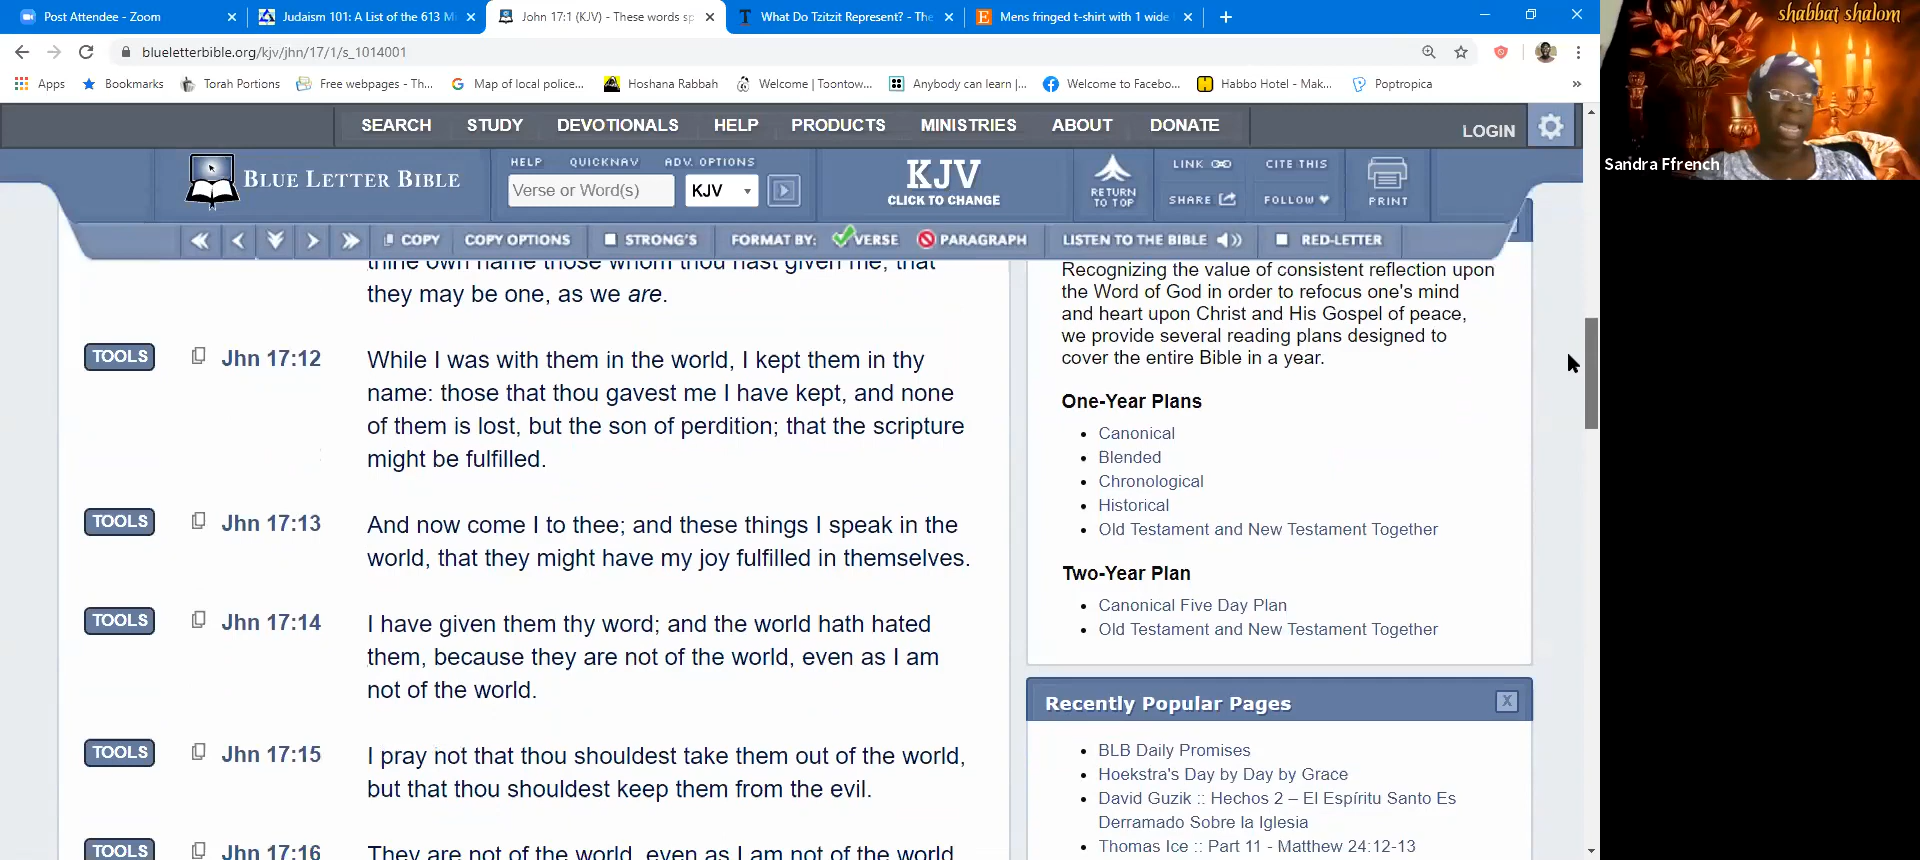 Post Attendee - Zoom
Judaism 101: A List of the 613 Mi
John 17:1 (KJV) - These words sp
What Do Tzitzit Represent? - The
Mens fringed t-shirt with 1 wide
shabbat shalom
blueletterbible.org/kjv/jhn/17/1/s_1014001
Apps
Bookmarks
Torah Portions
Free webpages - Th...
Map of local police...
Hoshana Rabbah
Welcome | Toontow...
Anybody can learn |...
Welcome to Facebo...
Habbo Hotel - Mak...
Poptropica
SEARCH STUDY DEVOTIONALS HELP PRODUCTS MINISTRIES ABOUT DONATE
LOGIN
Sandra Ffrench
HELP QUICKNAV ADV. OPTIONS
BLUE LETTER BIBLE
Verse or Word(s)
KJV
KJV
CLICK TO CHANGE
RETURN
TO TOP
LINK
CITE THIS
SHARE
FOLLOW
PRINT
COPY COPY OPTIONS STRONG'S FORMAT BY: VERSE PARAGRAPH LISTEN TO THE BIBLE RED-LETTER
thine own name those whom thou hast given me, that
they may be one, as we are.
TOOLS Jhn 17:12 While I was with them in the world, I kept them in thy
name: those that thou gavest me I have kept, and none
of them is lost, but the son of perdition; that the scripture
might be fulfilled.
TOOLS Jhn 17:13 And now come I to thee; and these things I speak in the
world, that they might have my joy fulfilled in themselves.
TOOLS Jhn 17:14 I have given them thy word; and the world hath hated
them, because they are not of the world, even as I am
not of the world.
TOOLS Jhn 17:15 I pray not that thou shouldest take them out of the world,
but that thou shouldest keep them from the evil.
TOOLS Jhn 17:16 They are not of the world, even as I am not of the world.
Recognizing the value of consistent reflection upon
the Word of God in order to refocus one's mind
and heart upon Christ and His Gospel of peace,
we provide several reading plans designed to
cover the entire Bible in a year.
One-Year Plans
Canonical
Blended
Chronological
Historical
Old Testament and New Testament Together
Two-Year Plan
Canonical Five Day Plan
Old Testament and New Testament Together
Recently Popular Pages
X
BLB Daily Promises
Hoekstra's Day by Day by Grace
David Guzik :: Hechos 2 – El Espíritu Santo Es
Derramado Sobre la Iglesia
Thomas Ice :: Part 11 - Matthew 24:12-13